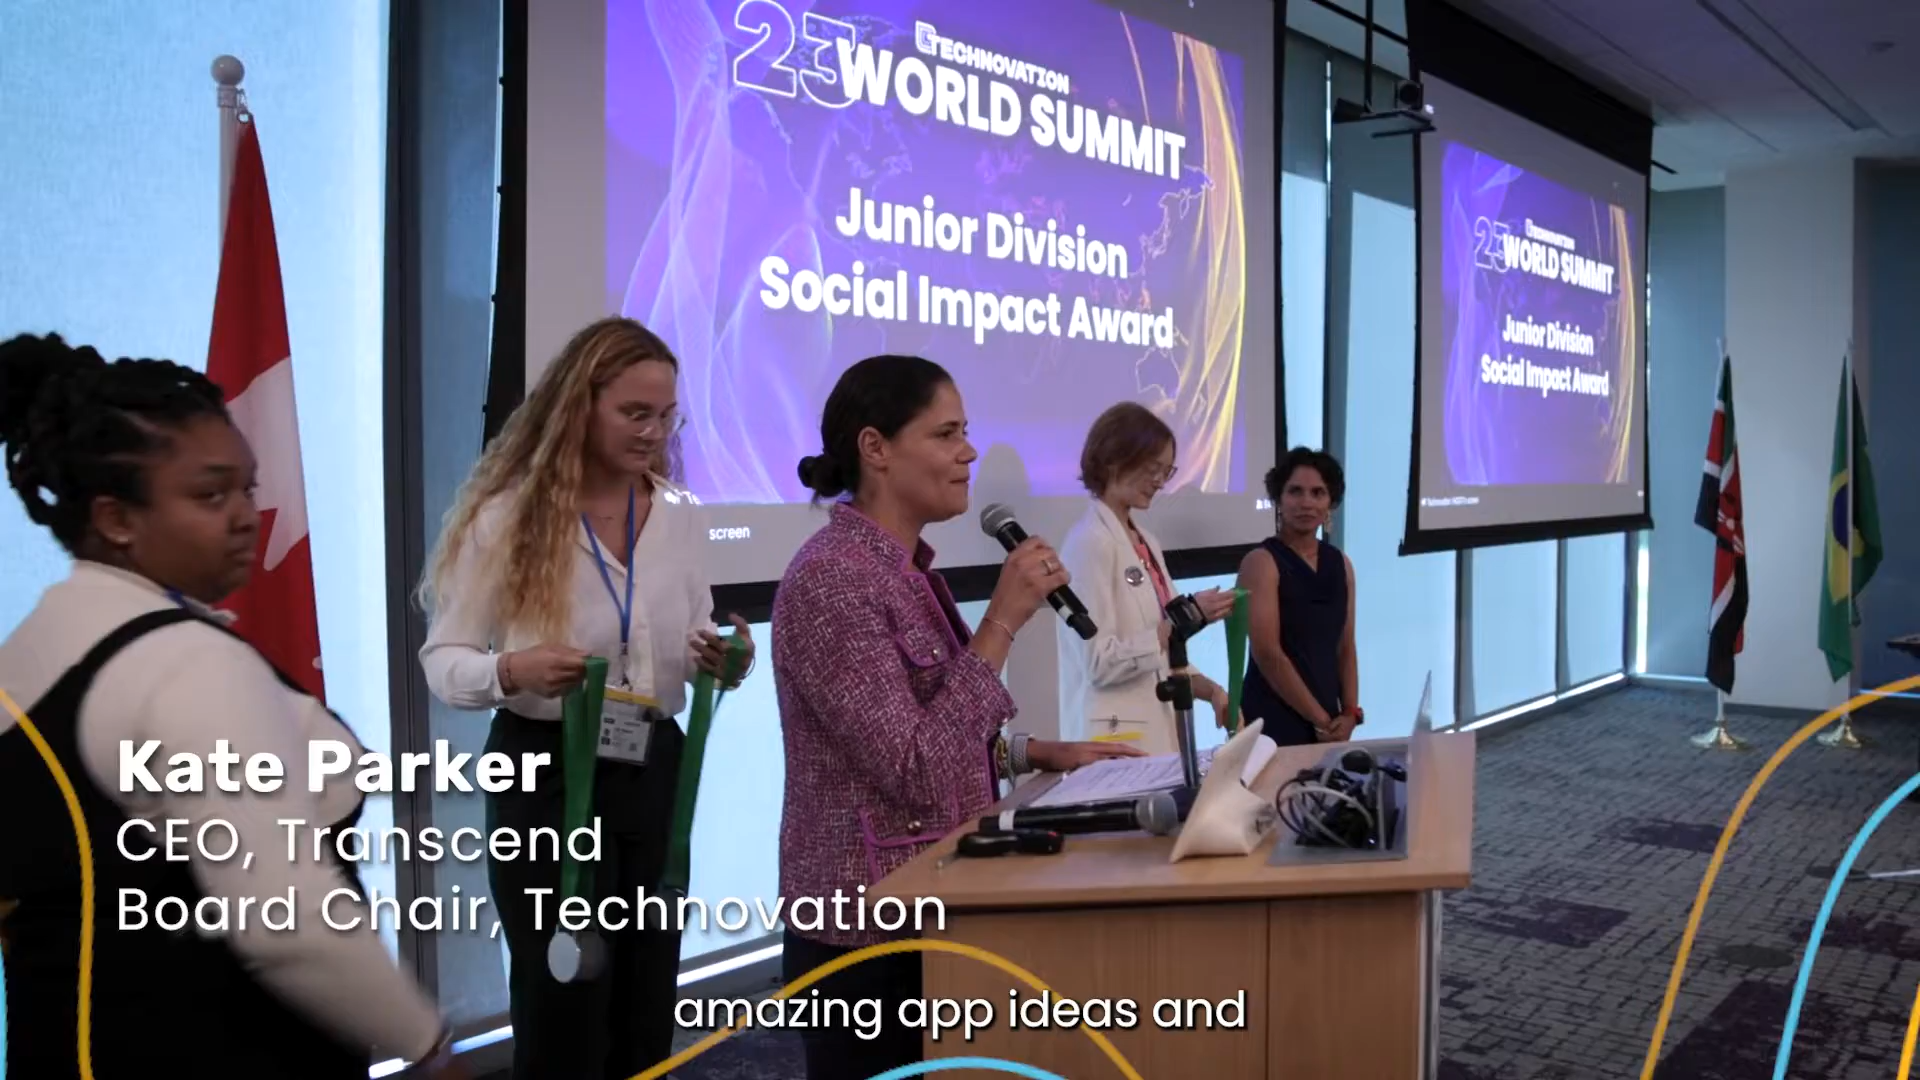 23
TECHNOVATION
WORLD SUMMIT
Junior Division
Social Impact Award
screen
23
TECHNOVATION
WORLD SUMMIT
Junior Division
Social Impact Award
Kate Parker
CEO, Transcend
Board Chair, Technovation
amazing app ideas and